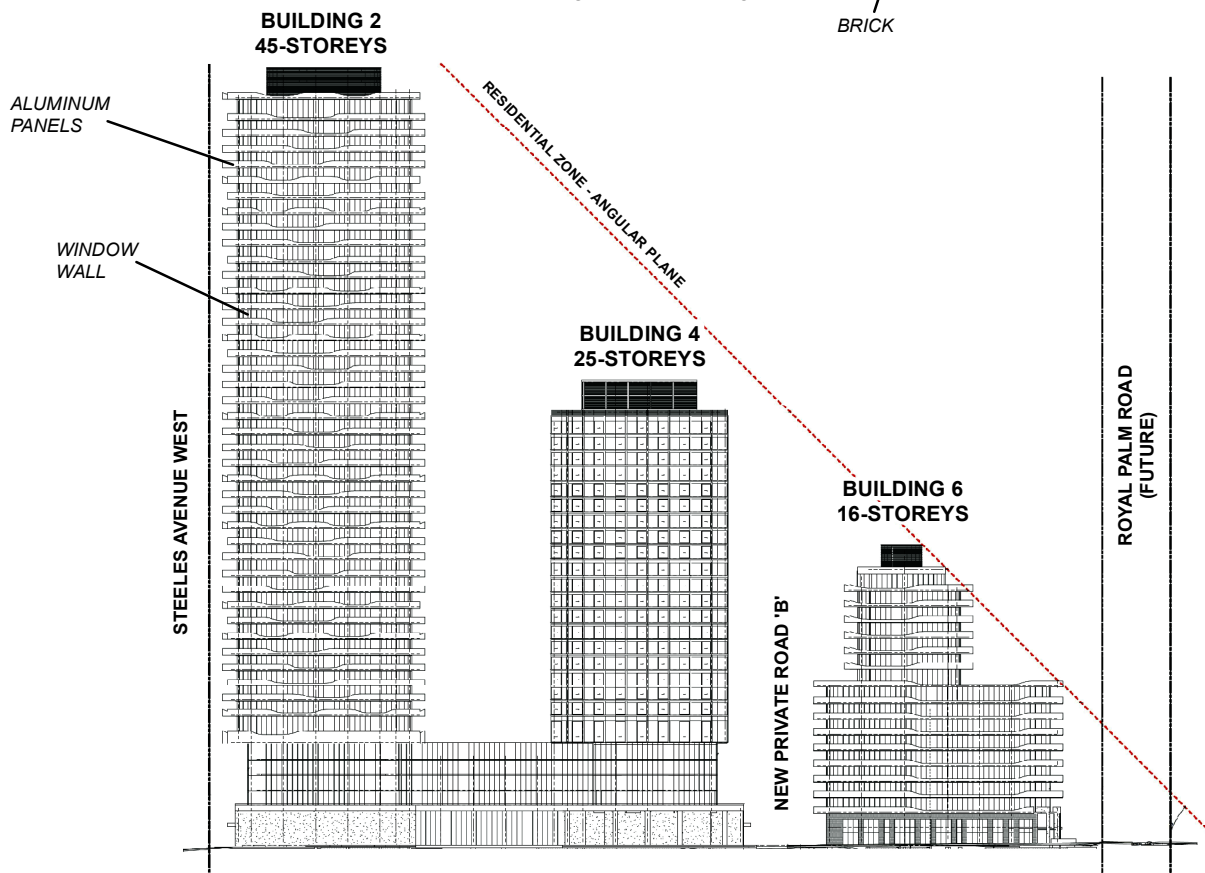 BRICK
BUILDING 2
45-STOREYS
ALUMINUM
PANELS
RESIDENTIAL ZONE - ANGULAR PLANE
WINDOW
WALL
BUILDING 4
25-STOREYS
STEELES AVENUE WEST
BUILDING 6
16-STOREYS
NEW PRIVATE ROAD 'B'
ROYAL PALM ROAD
(FUTURE)